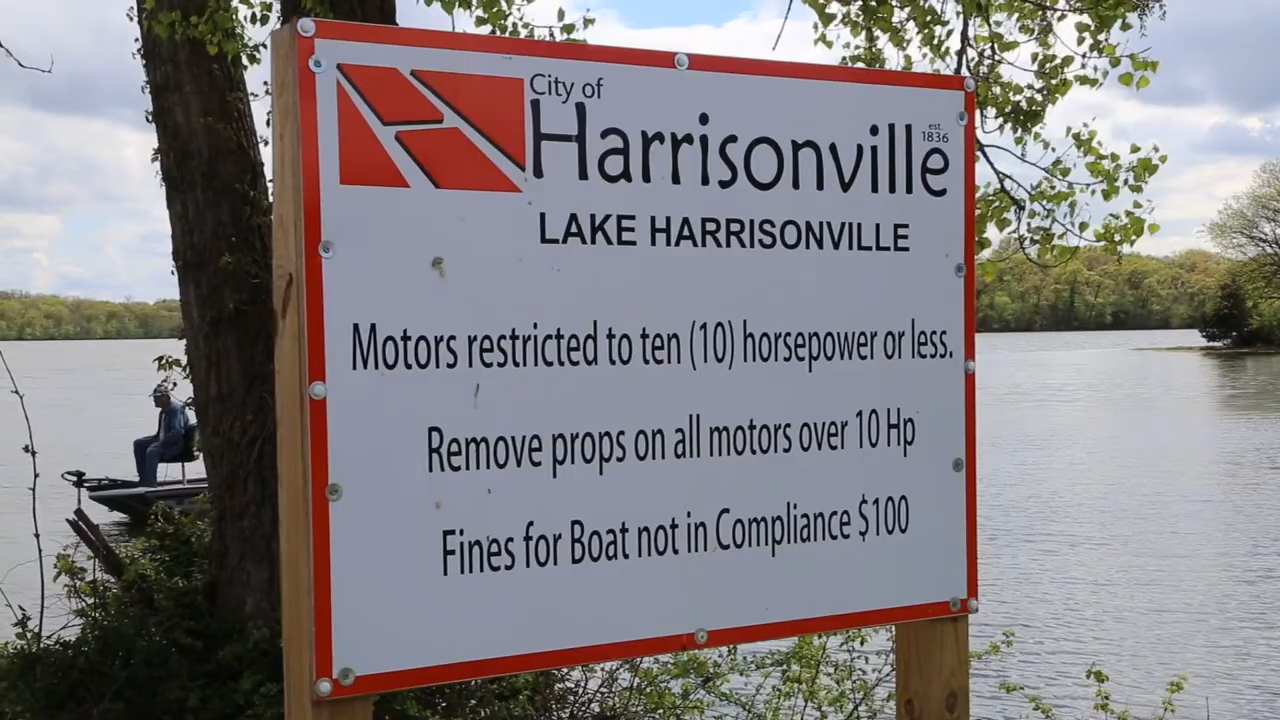 City of
Harrisonville
est.
1836
LAKE HARRISONVILLE
Motors restricted to ten (10) horsepower or less.
Remove props on all motors over 10 Hp
Fines for Boat not in Compliance $100